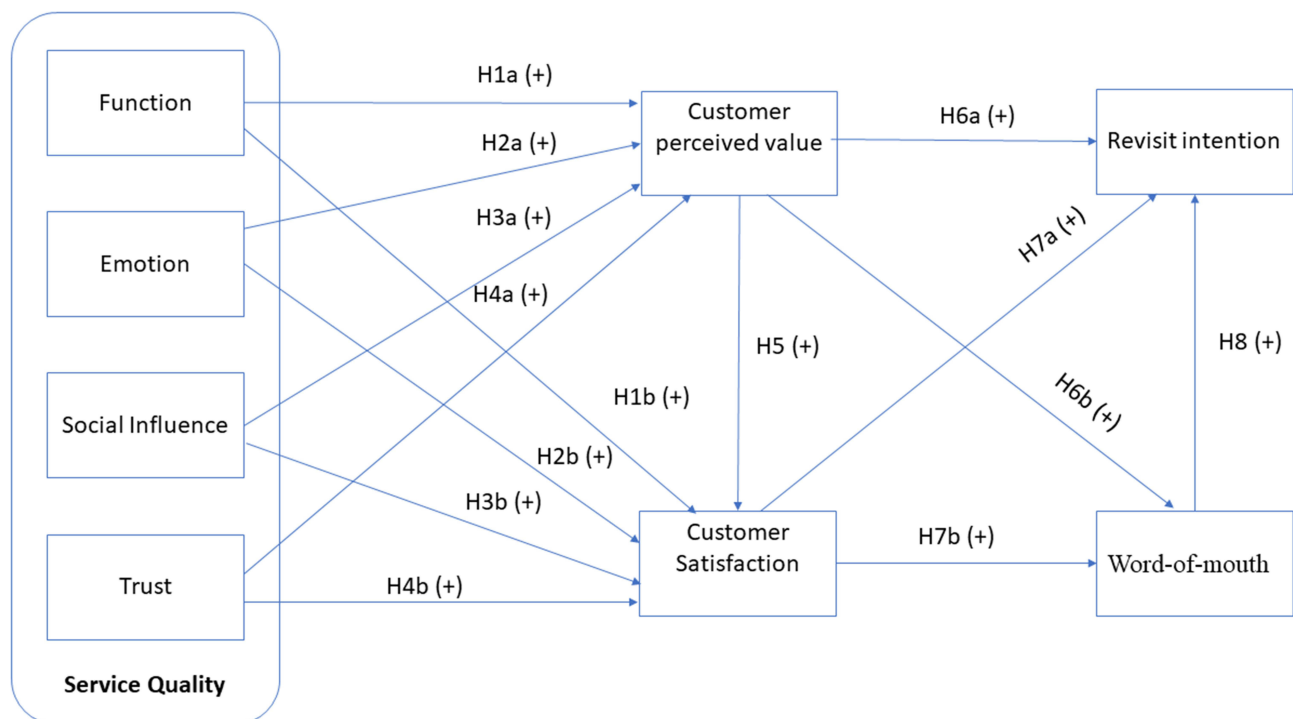 Function
Emotion
Social Influence
Trust
Service Quality
H1a (+)
H2a (+)
H3a (+)
H4a (+)
H1b (+)
H2b (+)
H3b (+)
H4b (+)
Customer
perceived value
H5 (+)
Customer
Satisfaction
H6a (+)
H7a (+)
H6b (+)
H7b (+)
Revisit intention
H8 (+)
Word-of-mouth